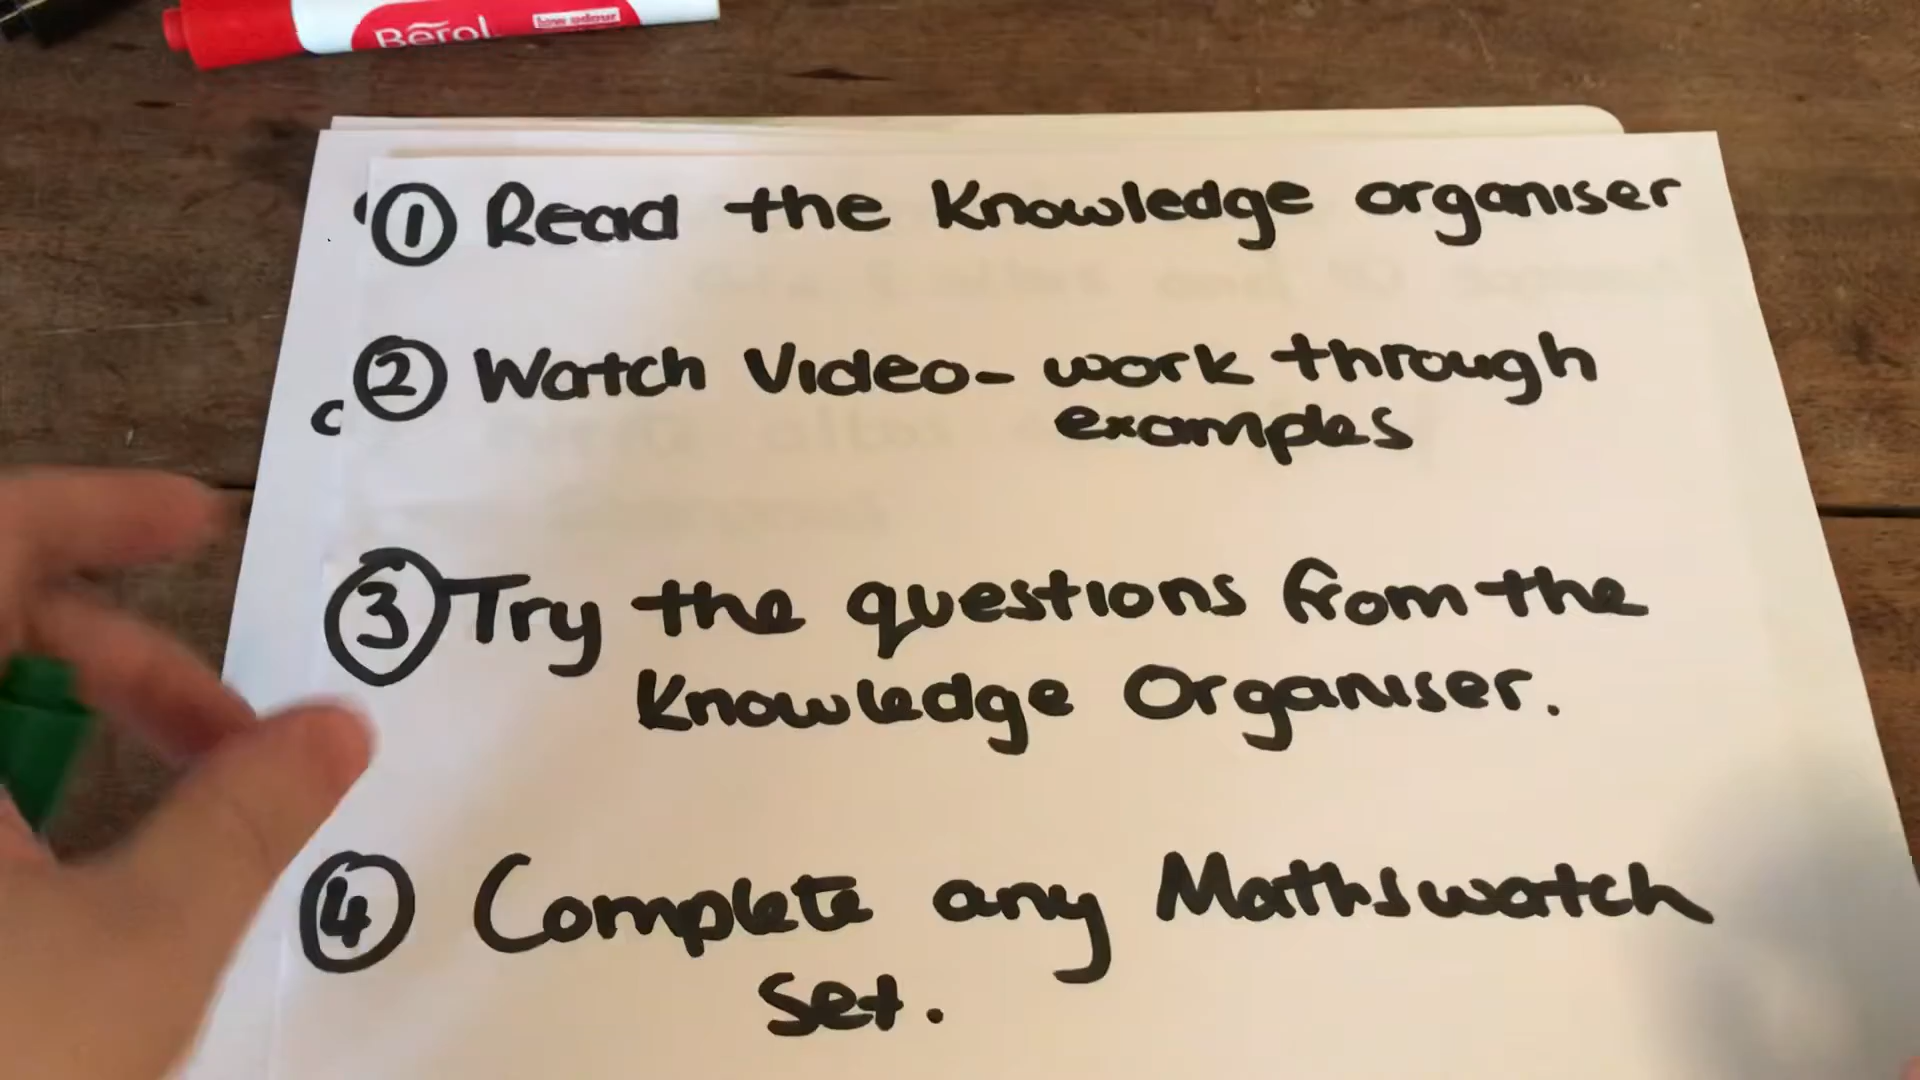 Berol
low odour
① Read the Knowledge organiser
② Watch Video - work through
examples
③ Try the questions from the
Knowledge Organiser.
④ Complete any Mathswatch
set.